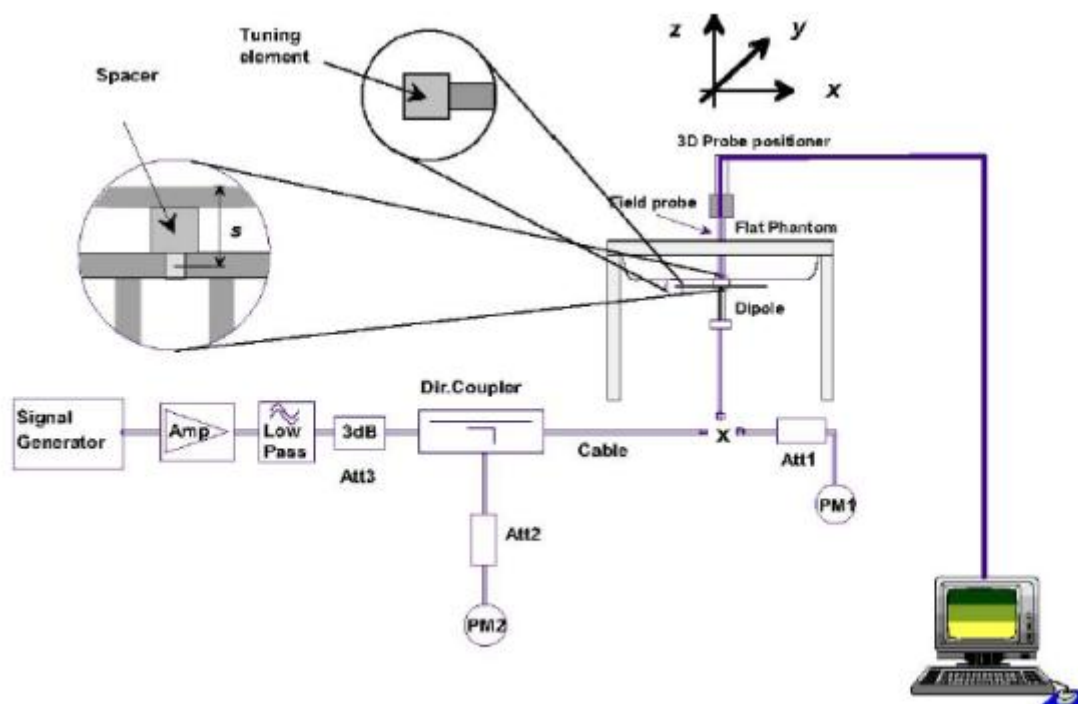 Tuning
element
Spacer
s
z
y
x
3D Probe positioner
Field probe
Flat Phantom
Dipole
Dir.Coupler
Signal
Generator
Amp
Low
Pass
3dB
Att3
Cable
x
Att1
PM1
Att2
PM2